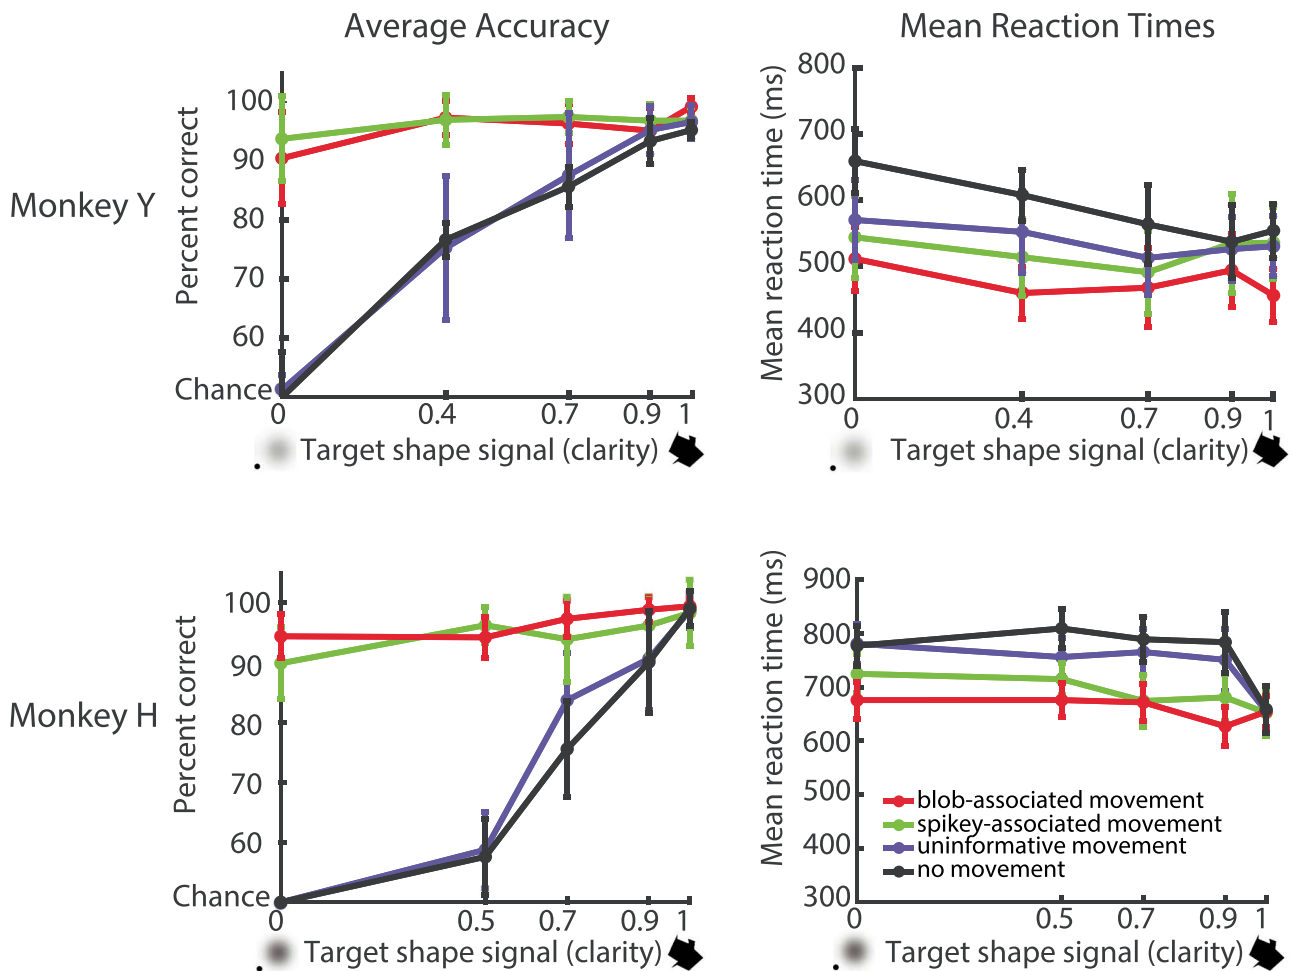 Average Accuracy
Mean Reaction Times
Monkey Y
Percent correct
100
90
80
70
60
Chance
0
0.4
0.7
0.9
1
Target shape signal (clarity)
Mean reaction time (ms)
800
700
600
500
400
300
0
0.4
0.7
0.9
1
Target shape signal (clarity)
Monkey H
Percent correct
100
90
80
70
60
Chance
0
0.5
0.7
0.9
1
Target shape signal (clarity)
Mean reaction time (ms)
900
800
700
600
500
400
300
blob-associated movement
spikey-associated movement
uninformative movement
no movement
0
0.5
0.7
0.9
1
Target shape signal (clarity)